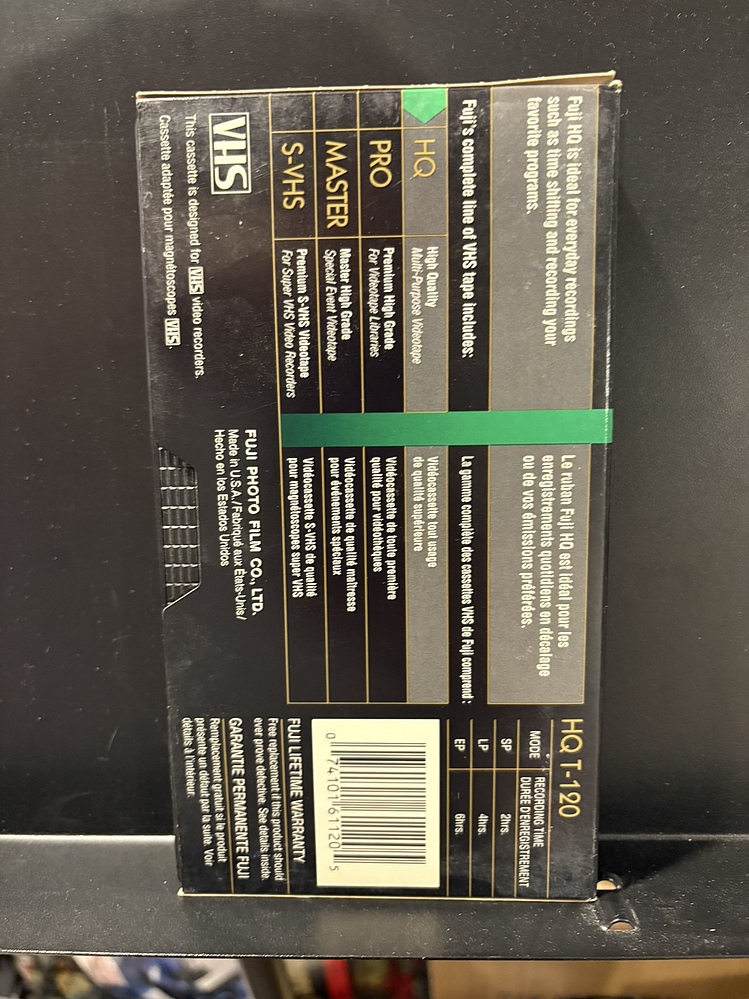 Fuji HQ is ideal for everyday recordings
such as time shifting and recording your
favorite programs.
Le ruban Fuji HQ est idéal pour les
enregistrements quotidiens en décalage
ou de vos émissions préférées.
Fuji's complete line of VHS tape includes:
La gamme complète des cassettes VHS de Fuji comprend :
HQ
High Quality
Multi-Purpose Videotape
Vidéocassette tout usage
de qualité supérieure
PRO
Premium High Grade
For Videotape Libraries
Vidéocassette de toute première
qualité pour vidéothèques
MASTER
Master High Grade
Special Event Videotape
Vidéocassette de qualité maîtresse
pour événements spéciaux
S-VHS
Premium S-VHS Videotape
For Super VHS Video Recorders
Vidéocassette S-VHS de qualité
pour magnétoscopes super VHS
VHS
This cassette is designed for VHS video recorders.
Cassette adaptée pour magnétoscopes VHS.
FUJI PHOTO FILM CO., LTD.
Made in U.S.A./Fabriqué aux États-Unis/
Hecho en los Estados Unidos
HQ T-120
MODE RECORDING TIME
DURÉE D'ENREGISTREMENT
SP 2hrs.
LP 4hrs.
EP 6hrs.
0 74101 61120 5
FUJI LIFETIME WARRANTY
Free replacement if this product should
ever prove defective. See details inside.
GARANTIE PERMANENTE FUJI
Remplacement gratuit si le produit
présente un défaut par la suite. Voir
détails à l'intérieur.